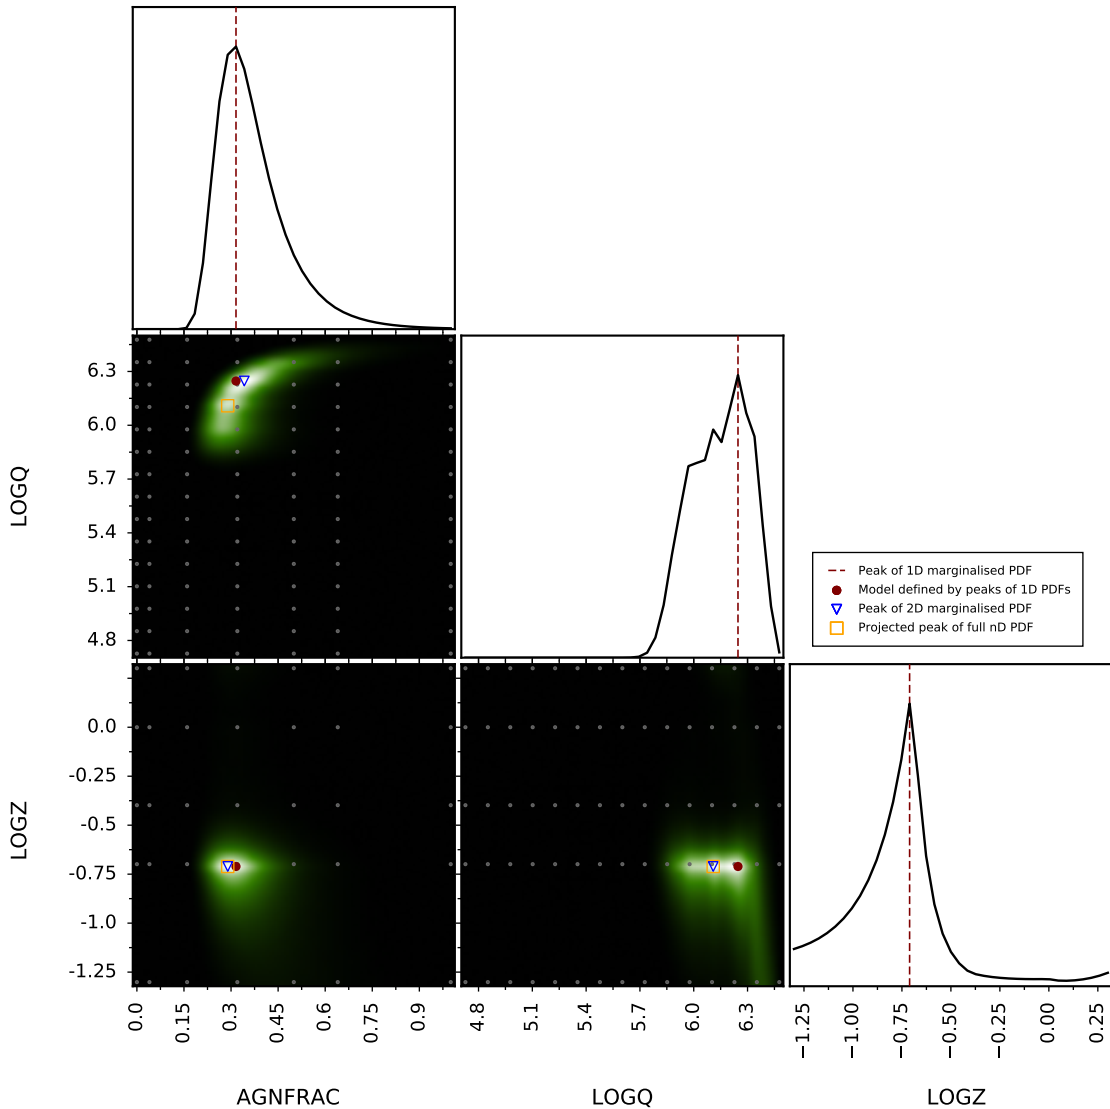 6.3
6.0
5.7
5.4
5.1
4.8
LOGQ
Peak of 1D marginalised PDF
Model defined by peaks of 1D PDFs
Peak of 2D marginalised PDF
Projected peak of full nD PDF
0.0
-0.25
-0.5
-0.75
-1.0
-1.25
LOGZ
0.0 0.15 0.3 0.45 0.6 0.75 0.9
4.8 5.1 5.4 5.7 6.0 6.3
−1.25 −1.00 −0.75 −0.50 −0.25 0.00 0.25
AGNFRAC
LOGQ
LOGZ